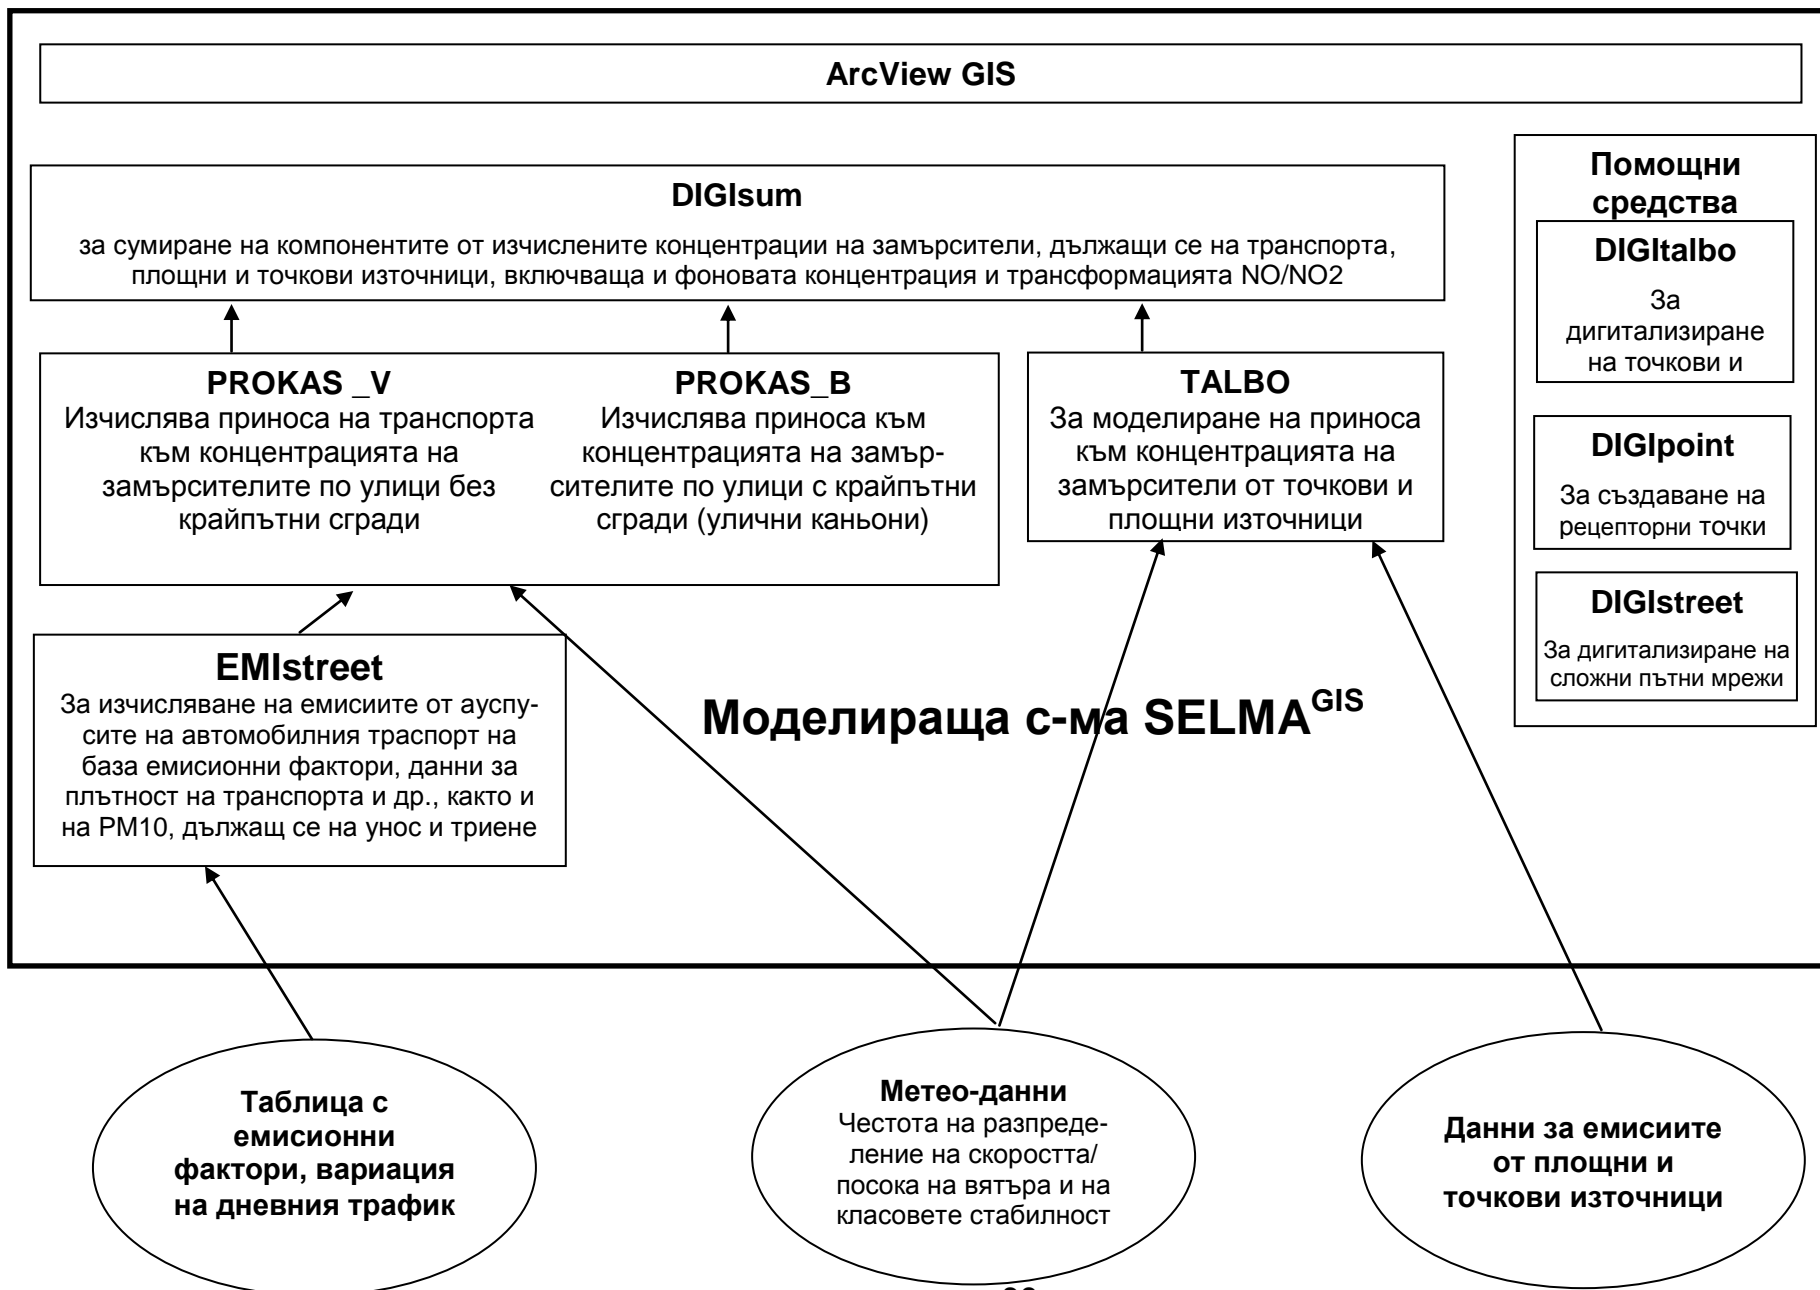 ArcView GIS
DIGIsum
за сумиране на компонентите от изчислените концентрации на замърсители, дължащи се на транспорта,
площни и точкови източници, включваща и фоновата концентрация и трансформацията NO/NO2
Помощни
средства
DIGItalbo
За
дигитализиране
на точкови и
DIGIpoint
За създаване на
рецепторни точки
DIGIstreet
За дигитализиране на
сложни пътни мрежи
PROKAS _V
Изчислява приноса на транспорта
към концентрацията на
замърсителите по улици без
крайпътни сгради
PROKAS_B
Изчислява приноса към
концентрацията на замър-
сителите по улици с крайпътни
сгради (улични каньони)
TALBO
За моделиране на приноса
към концентрацията на
замърсители от точкови и
площни източници
EMIstreet
За изчисляване на емисиите от ауспу-
сите на автомобилния траспорт на
база емисионни фактори, данни за
плътност на транспорта и др., както и
на PM10, дължащ се на унос и триене
Моделираща с-ма SELMA^GIS
Таблица с
емисионни
фактори, вариация
на дневния трафик
Метео-данни
Честота на разпреде-
ление на скоростта/
посока на вятъра и на
класовете стабилност
Данни за емисиите
от площни и
точкови източници